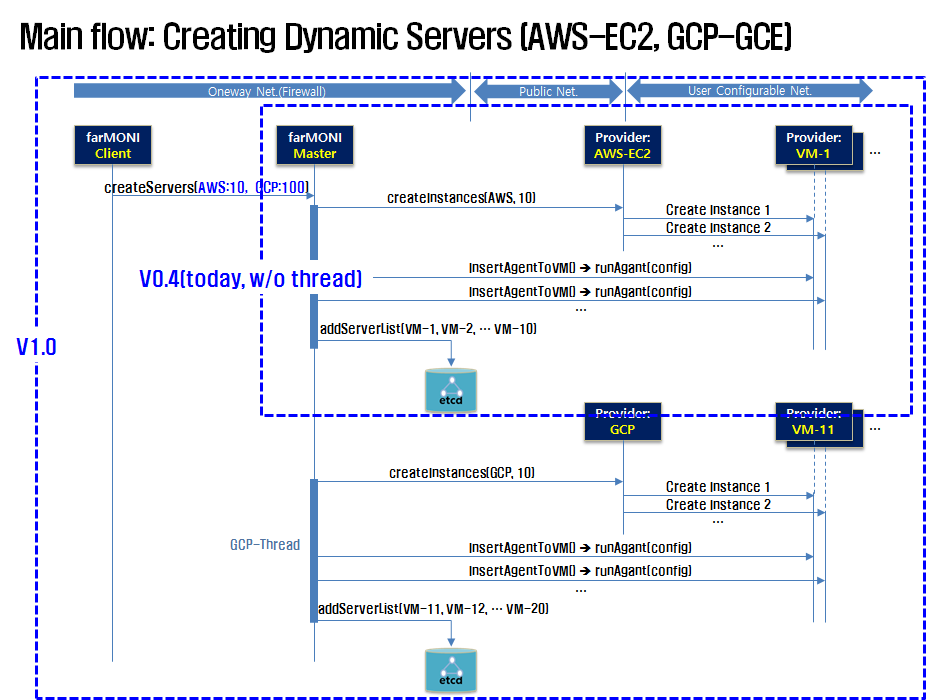 Main flow: Creating Dynamic Servers (AWS-EC2, GCP-GCE)
Oneway Net.(Firewall)
Public Net.
User Configurable Net.
farMONI
Client
farMONI
Master
Provider:
AWS-EC2
Provider:
VM-1
...
createServers(AWS:10, GCP:100)
createInstances(AWS, 10)
Create Instance 1
Create Instance 2
...
V0.4(today, w/o thread)
InsertAgentToVM() → runAgant(config)
InsertAgentToVM() → runAgant(config)
...
addServerList(VM-1, VM-2, ... VM-10)
V1.0
etcd
Provider:
GCP
Provider:
VM-11
...
createInstances(GCP, 10)
Create Instance 1
Create Instance 2
...
GCP-Thread
InsertAgentToVM() → runAgant(config)
InsertAgentToVM() → runAgant(config)
...
addServerList(VM-11, VM-12, ... VM-20)
etcd